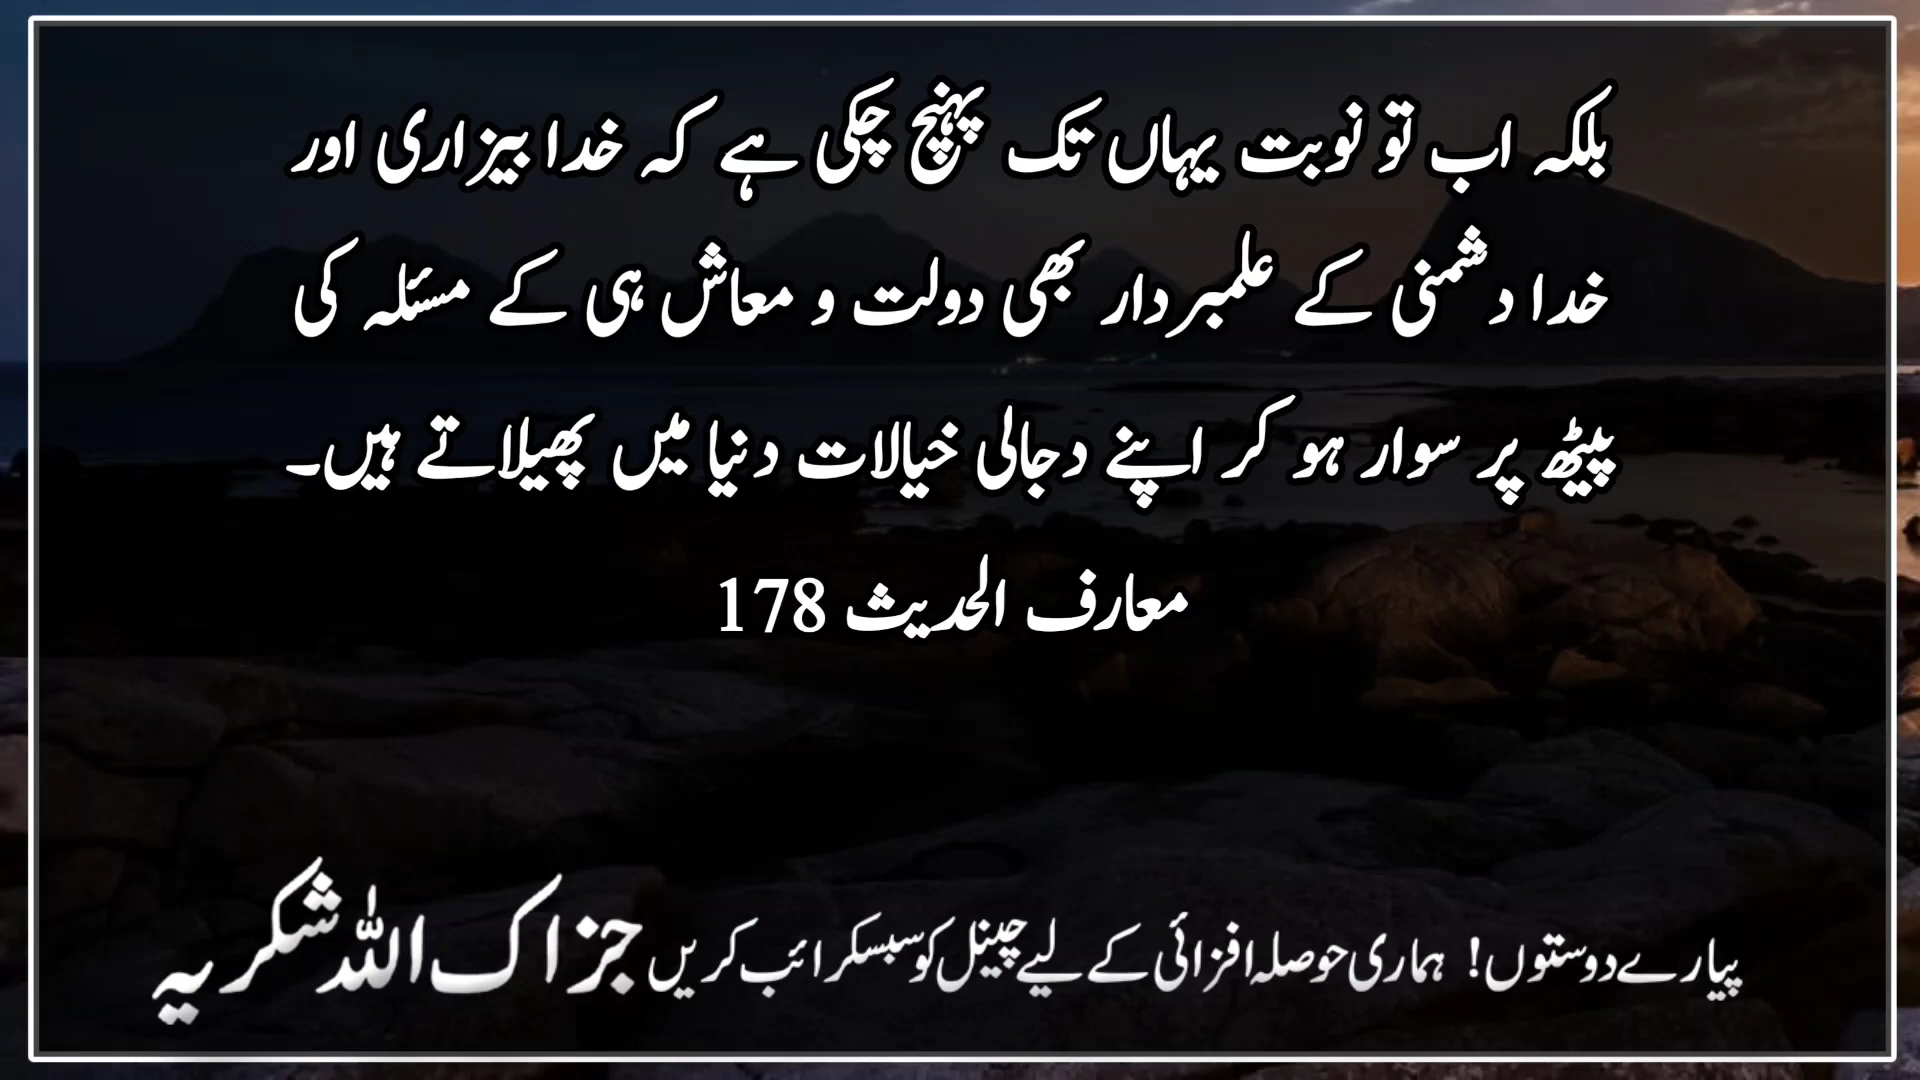 بلکہ اب تو نوبت یہاں تک پہنچ چکی ہے کہ خدا بیزاری اور
خدا دشمنی کے علمبردار بھی دولت و معاش ہی کے مسئلہ کی
پیٹھ پر سوار ہو کر اپنے دجالی خیالات دنیا میں پھیلاتے ہیں۔
معارف الحدیث 178
پیارے دوستوں! ہماری حوصلہ افزائی کے لیے چینل کو سبسکرائب کریں جزاک اللہ شکریہ